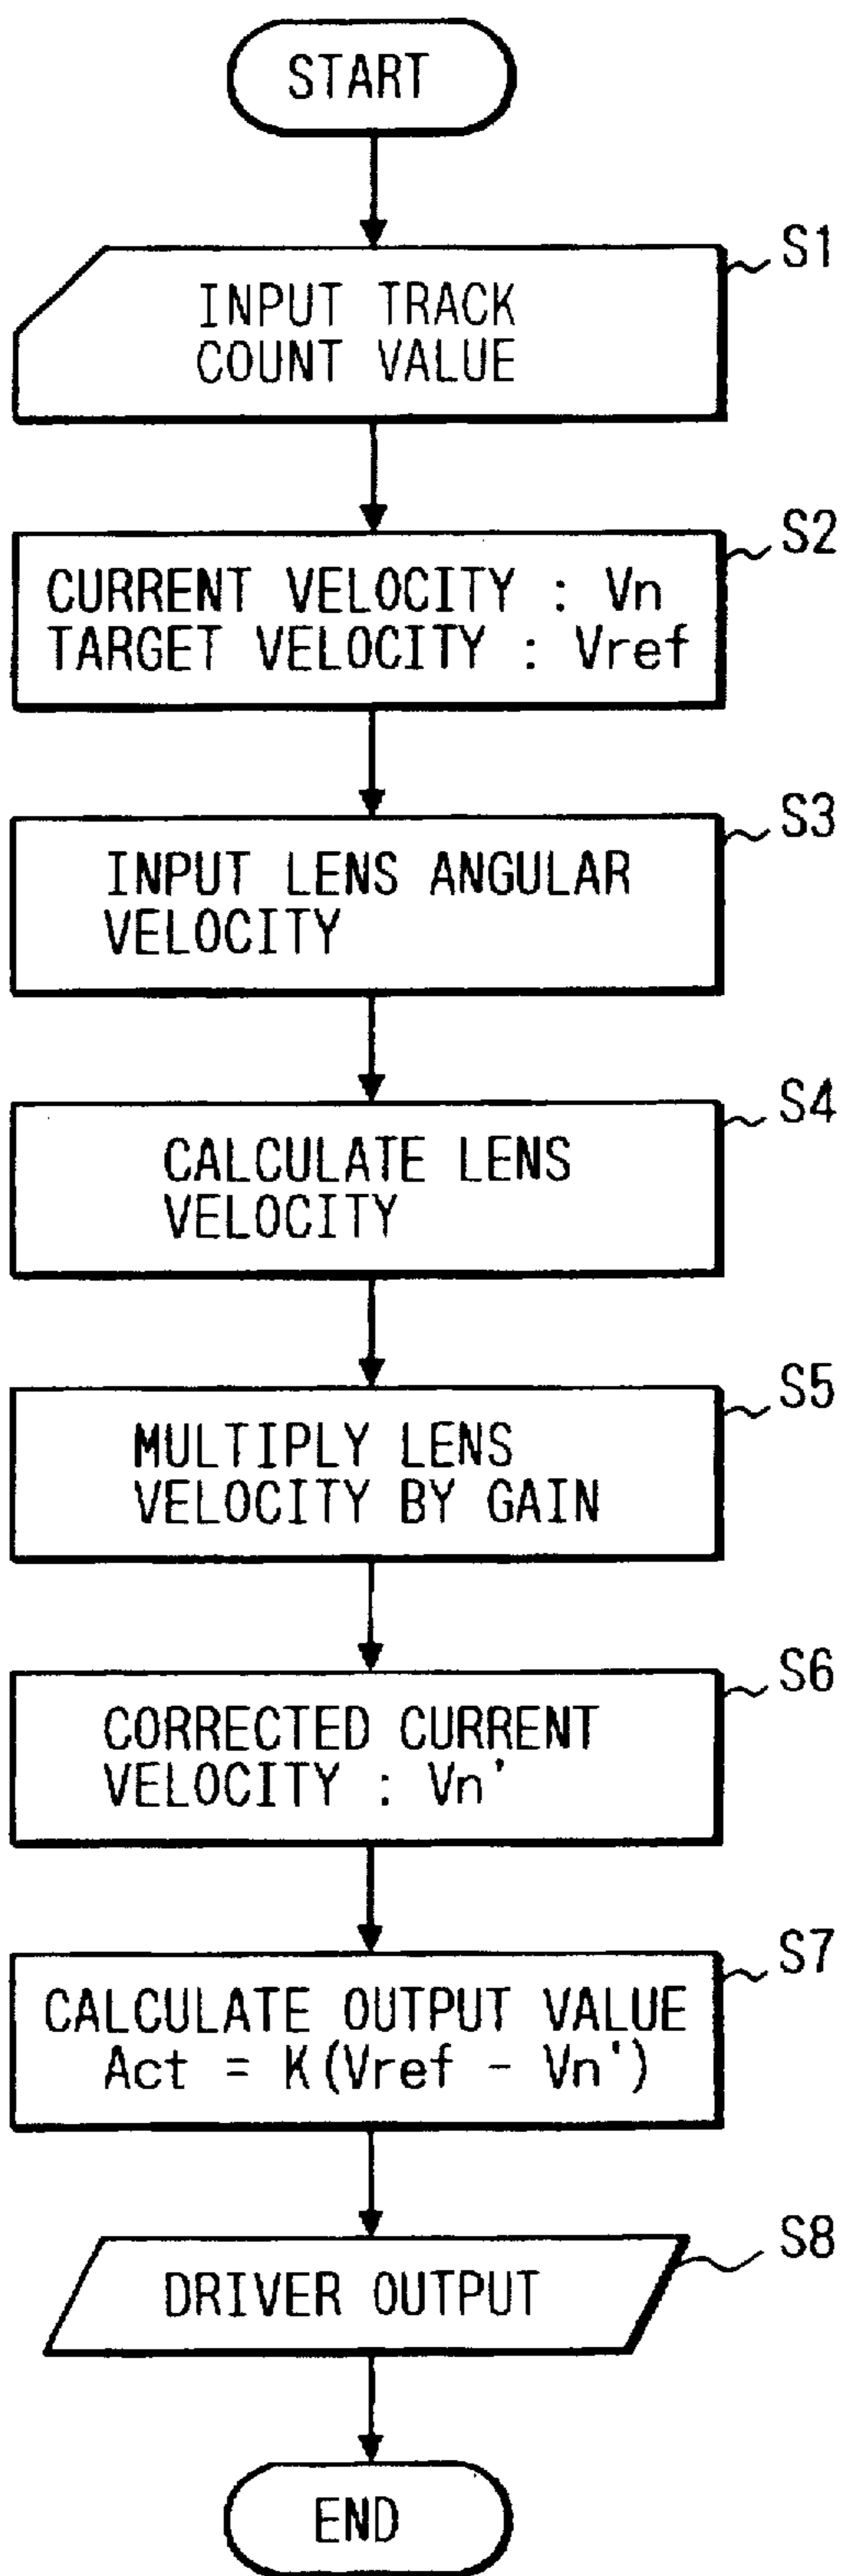 START
S1
INPUT TRACK
COUNT VALUE
S2
CURRENT VELOCITY : Vn
TARGET VELOCITY : Vref
S3
INPUT LENS ANGULAR
VELOCITY
S4
CALCULATE LENS
VELOCITY
S5
MULTIPLY LENS
VELOCITY BY GAIN
S6
CORRECTED CURRENT
VELOCITY : Vn'
S7
CALCULATE OUTPUT VALUE
Act = K(Vref - Vn')
S8
DRIVER OUTPUT
END